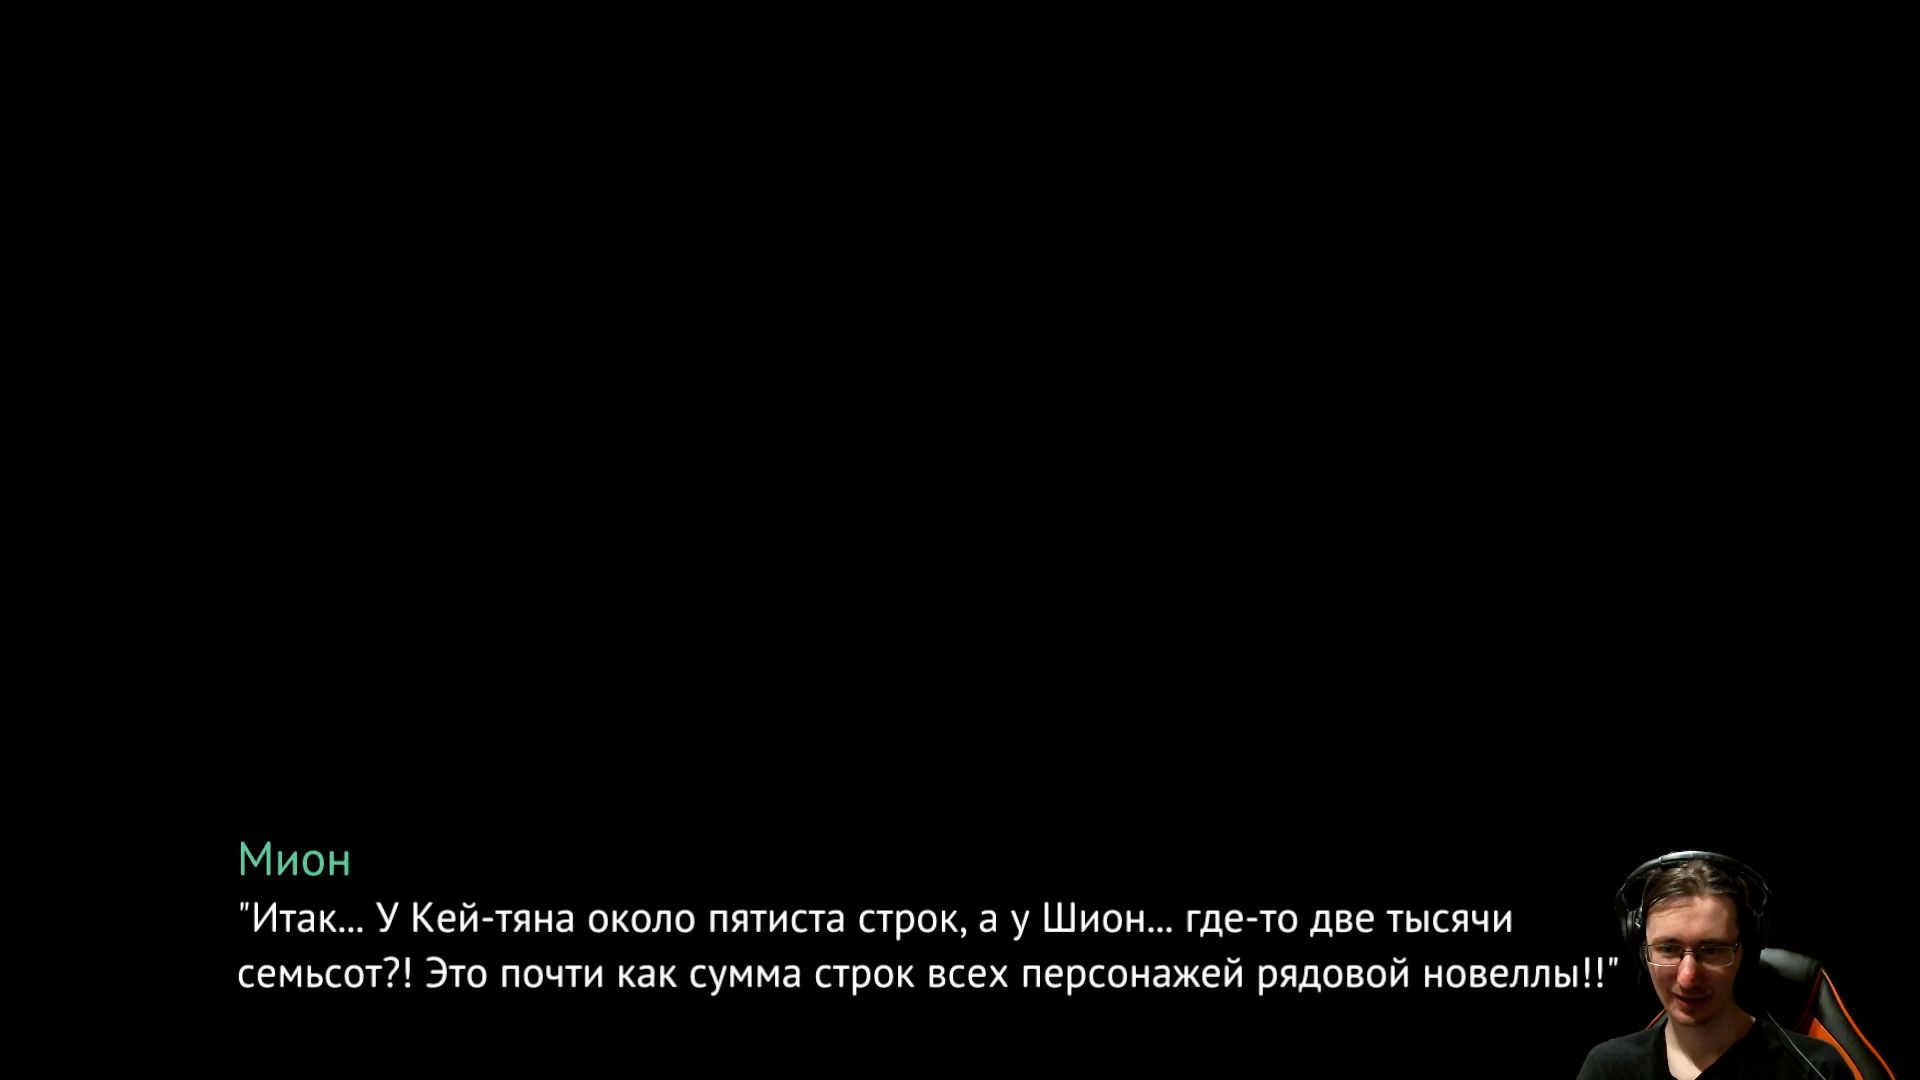 Мион
"Итак... У Кей-тяна около пятиста строк, а у Шион... где-то две тысячи
семьсот?! Это почти как сумма строк всех персонажей рядовой новеллы!!"